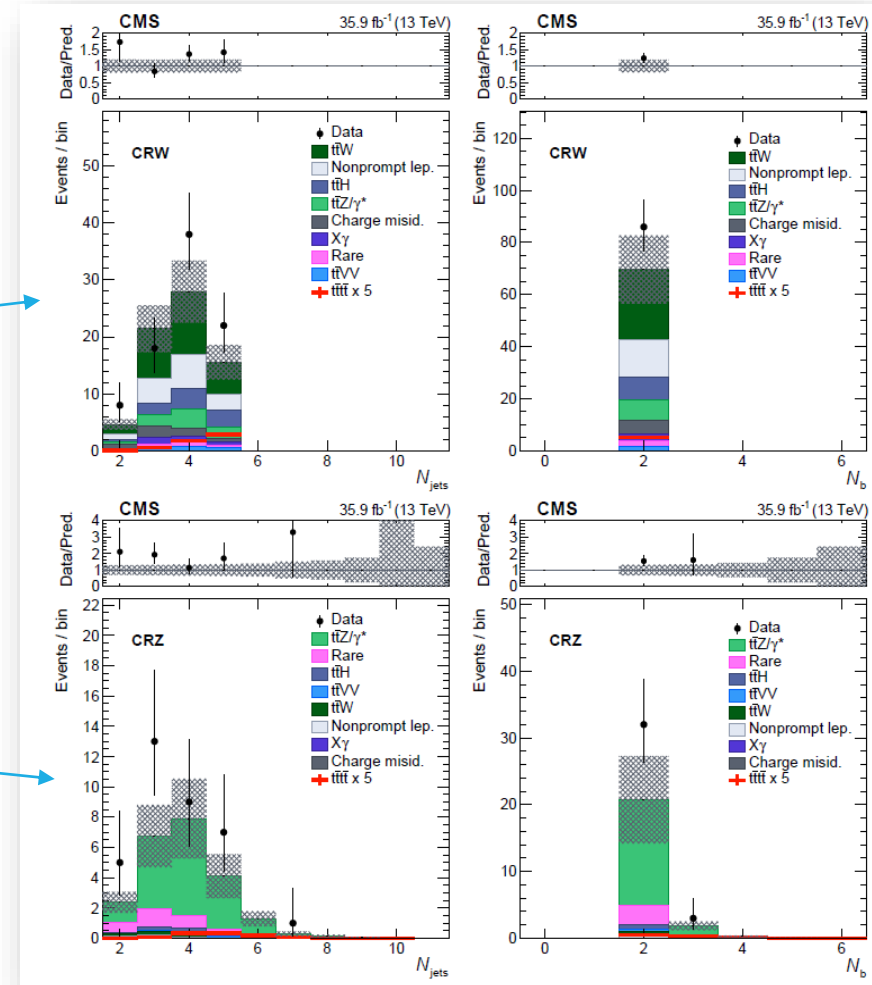 CMS 35.9 fb⁻¹ (13 TeV)
Data/Pred.
2
1.5
1
0.5
0
Events / bin
CRW
Data
tt̄W
Nonprompt lep.
tt̄H
tt̄Z/γ*
Charge misid.
Xγ
Rare
tt̄VV
tt̄tt̄ x 5
50
40
30
20
10
0
2 4 6 8 10
N_jets
CMS 35.9 fb⁻¹ (13 TeV)
Data/Pred.
2
1.5
1
0.5
0
Events / bin
CRW
Data
tt̄W
Nonprompt lep.
tt̄H
tt̄Z/γ*
Charge misid.
Xγ
Rare
tt̄VV
tt̄tt̄ x 5
120
100
80
60
40
20
0
0 2 4 6
N_b
CMS 35.9 fb⁻¹ (13 TeV)
Data/Pred.
4
3
2
1
0
Events / bin
CRZ
Data
tt̄Z/γ*
Rare
tt̄H
tt̄VV
tt̄W
Nonprompt lep.
Xγ
Charge misid.
tt̄tt̄ x 5
22
20
18
16
14
12
10
8
6
4
2
0
2 4 6 8 10
N_jets
CMS 35.9 fb⁻¹ (13 TeV)
Data/Pred.
4
3
2
1
0
Events / bin
CRZ
Data
tt̄Z/γ*
Rare
tt̄H
tt̄VV
tt̄W
Nonprompt lep.
Xγ
Charge misid.
tt̄tt̄ x 5
50
40
30
20
10
0
0 2 4 6
N_b